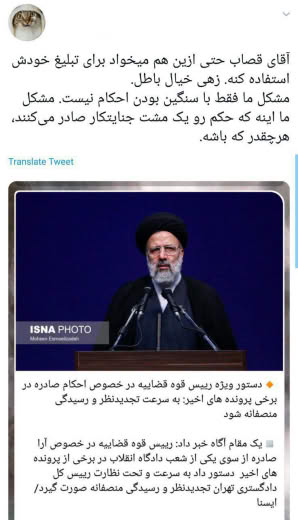 آقای قصاب حتی ازین هم میخواد برای تبلیغ خودش
استفاده کنه. زهی خیال باطل.
مشکل ما فقط با سنگین بودن احکام نیست. مشکل
ما اینه که حکم رو یک مشت جنایتکار صادر می‌کنند،
هرچقدر که باشه.
Translate Tweet
ISNA PHOTO
Mohsen Esmaeilzadeh
🔸 دستور ویژه رییس قوه قضاییه در خصوص احکام صادره در
برخی پرونده های اخیر: به سرعت تجدیدنظر و رسیدگی
منصفانه شود
یک مقام آگاه خبر داد: رییس قوه قضاییه در خصوص آرا
صادره از سوی یکی از شعب دادگاه انقلاب در برخی از پرونده
های اخیر دستور داد به سرعت و تحت نظارت رییس کل
دادگستری تهران تجدیدنظر و رسیدگی منصفانه صورت گیرد/
ایسنا